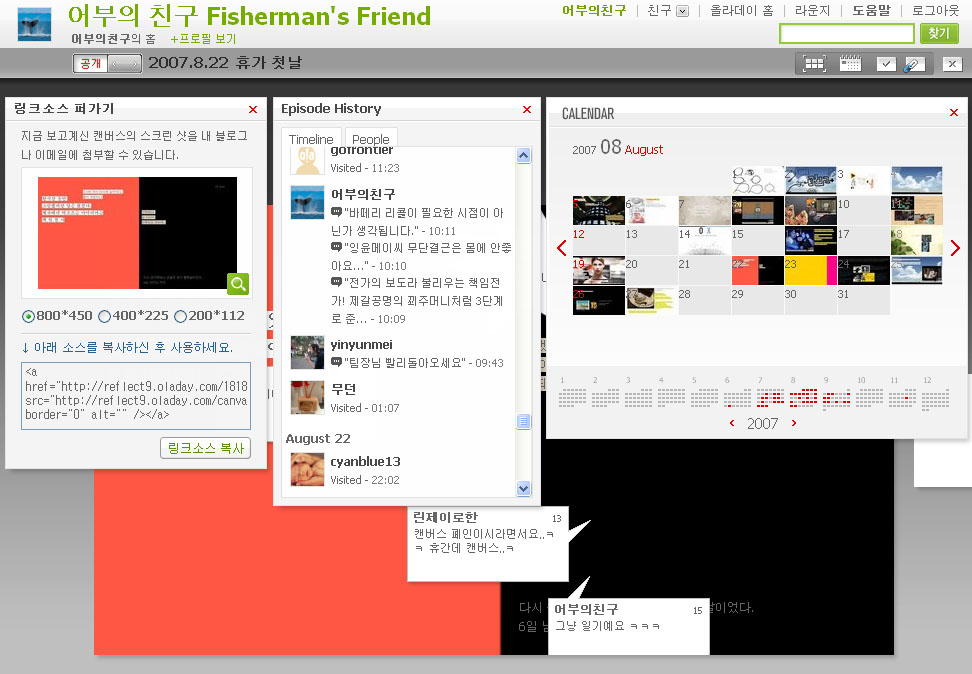 어부의 친구 Fisherman's Friend
어부의친구의 홈 +프로필 보기
어부의친구 친구 올라데이 홈 라운지 도움말 로그아웃
찾기
공개 2007.8.22 휴가 첫날
링크소스 퍼가기
지금 보고계신 캔버스의 스크린 샷을 내 블로그
나 이메일에 첨부할 수 있습니다.
800*450 400*225 200*112
↓ 아래 소스를 복사하신 후 사용하세요.
<a
href="http://reflect9.oladay.com/1818
src="http://reflect9.oladay.com/canva
border="0" alt="" /></a>
링크소스 복사
Episode History
Timeline People
gofrontier
Visited - 11:23
어부의친구
"바떼리 리콜이 필요한 시점이 아
닌가 생각됩니다." - 10:11
"잉윤메이씨 무단결근은 몸에 안좋
아요..." - 10:10
"전가의 보도라 불리우는 책임전
가! 제갈공명의 꾀주머니처럼 3단계
로 준... - 10:09
yinyunmei
"팀장님 빨리돌아오세요" - 09:43
무던
Visited - 01:07
August 22
cyanblue13
Visited - 22:02
CALENDAR
2007 08 August
3
6 7 8 10
12 13 14 15 17 18
19 20 21 22 23 24
26 28 29 30 31
1 2 3 4 5 6 7 8 9 10 11 12
2007
린제이로한 13
캔버스 폐인이시라면서요..ㅋ
ㅋ 휴간데 캔버스..ㅋ
다시
날이었다.
6일
어부의친구 15
그냥 일기예요 ㅋㅋㅋ